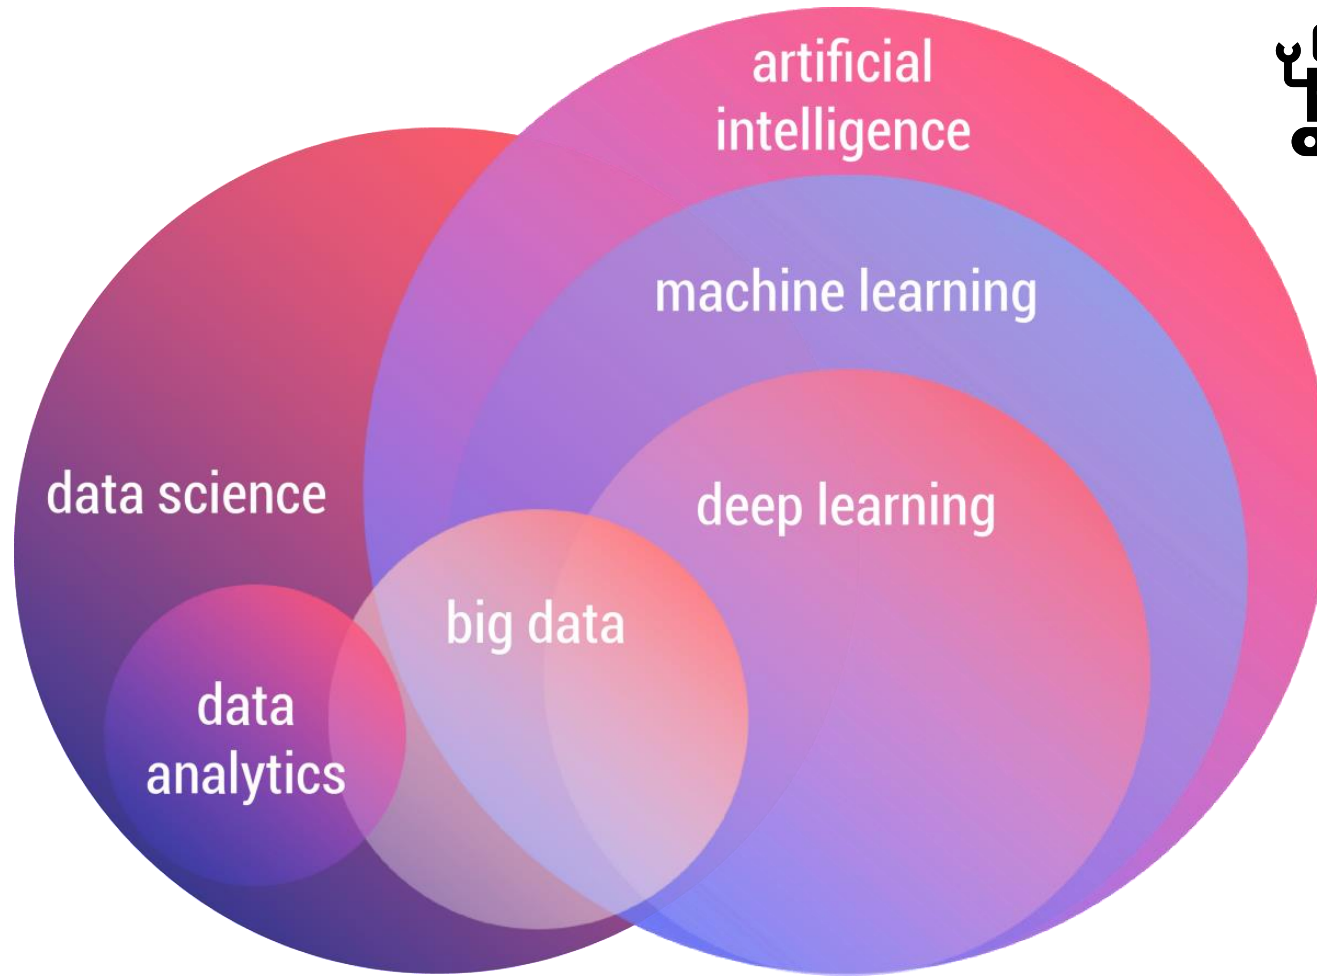 artificial
intelligence
machine learning
data science
deep learning
big data
data
analytics